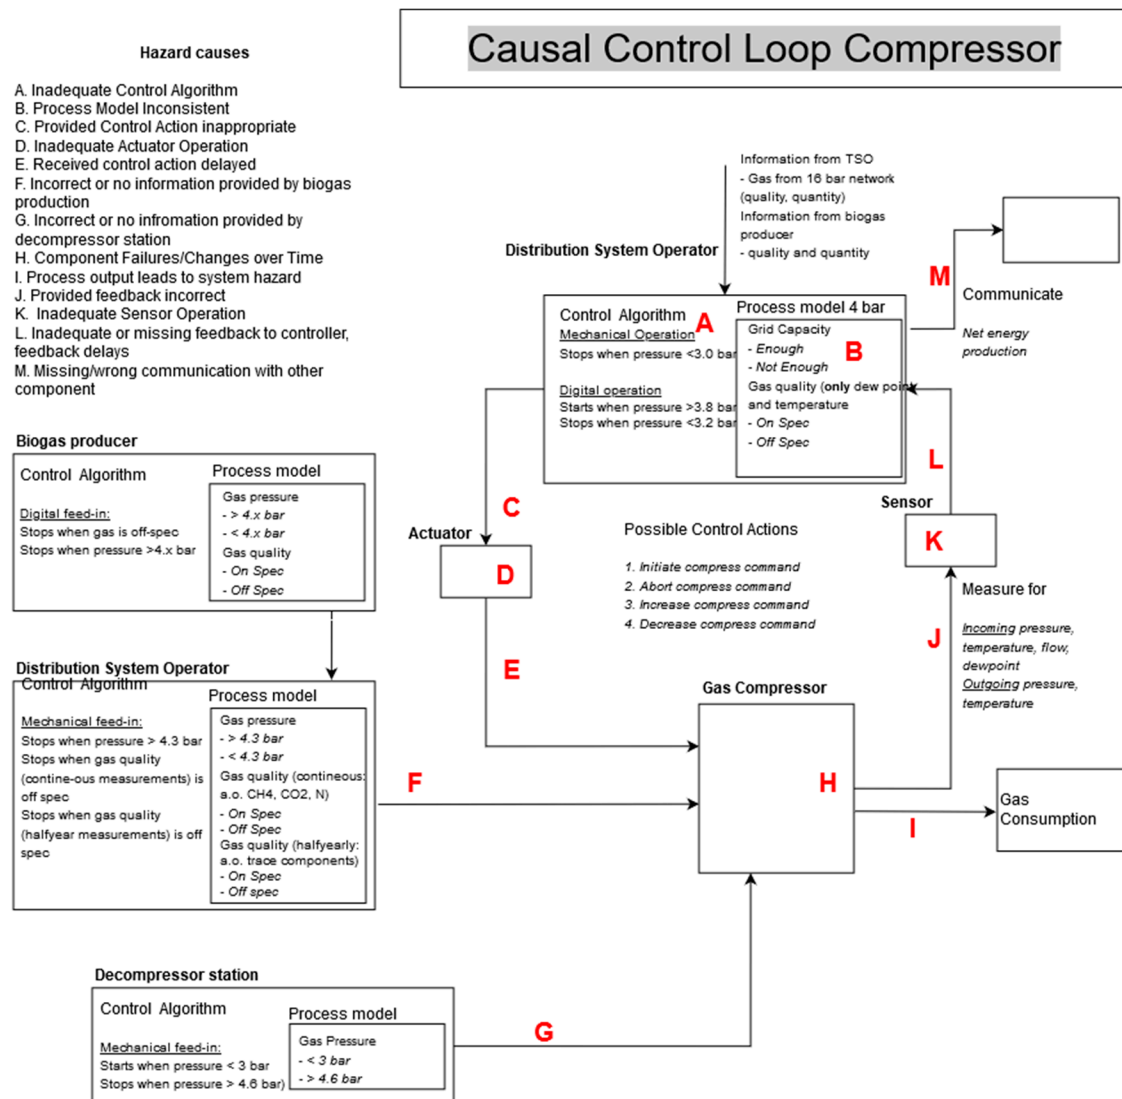 Causal Control Loop Compressor
Hazard causes
A. Inadequate Control Algorithm
B. Process Model Inconsistent
C. Provided Control Action inappropriate
D. Inadequate Actuator Operation
E. Received control action delayed
F. Incorrect or no information provided by biogas
production
G. Incorrect or no infromation provided by
decompressor station
H. Component Failures/Changes over Time
I. Process output leads to system hazard
J. Provided feedback incorrect
K. Inadequate Sensor Operation
L. Inadequate or missing feedback to controller,
feedback delays
M. Missing/wrong communication with other
component
Information from TSO
- Gas from 16 bar network
(quality, quantity)
Information from biogas
producer
- quality and quantity
Distribution System Operator
Control Algorithm
A
Mechanical Operation
Stops when pressure <3.0 bar
Digital operation
Starts when pressure >3.8 bar
Stops when pressure <3.2 bar
Process model 4 bar
Grid Capacity
- Enough
B
- Not Enough
Gas quality (only dew point
and temperature
- On Spec
- Off Spec
M
Communicate
Net energy
production
L
Sensor
K
Measure for
J
Incoming pressure,
temperature, flow,
dewpoint
Outgoing pressure,
temperature
C
Actuator
D
E
Possible Control Actions
1. Initiate compress command
2. Abort compress command
3. Increase compress command
4. Decrease compress command
Gas Compressor
H
I
Gas
Consumption
Biogas producer
Control Algorithm
Digital feed-in:
Stops when gas is off-spec
Stops when pressure >4.x bar
Process model
Gas pressure
- > 4.x bar
- < 4.x bar
Gas quality
- On Spec
- Off Spec
Distribution System Operator
Control Algorithm
Mechanical feed-in:
Stops when pressure > 4.3 bar
Stops when gas quality
(contine-ous measurements) is
off spec
Stops when gas quality
(halfyear measurements) is off
spec
Process model
Gas pressure
- > 4.3 bar
- < 4.3 bar
Gas quality (contineous:
a.o. CH4, CO2, N)
- On Spec
- Off Spec
Gas quality (halfyearly:
a.o. trace components)
- On Spec
- Off spec
F
Decompressor station
Control Algorithm
Mechanical feed-in:
Starts when pressure < 3 bar
Stops when pressure > 4.6 bar)
Process model
Gas Pressure
- < 3 bar
- > 4.6 bar
G